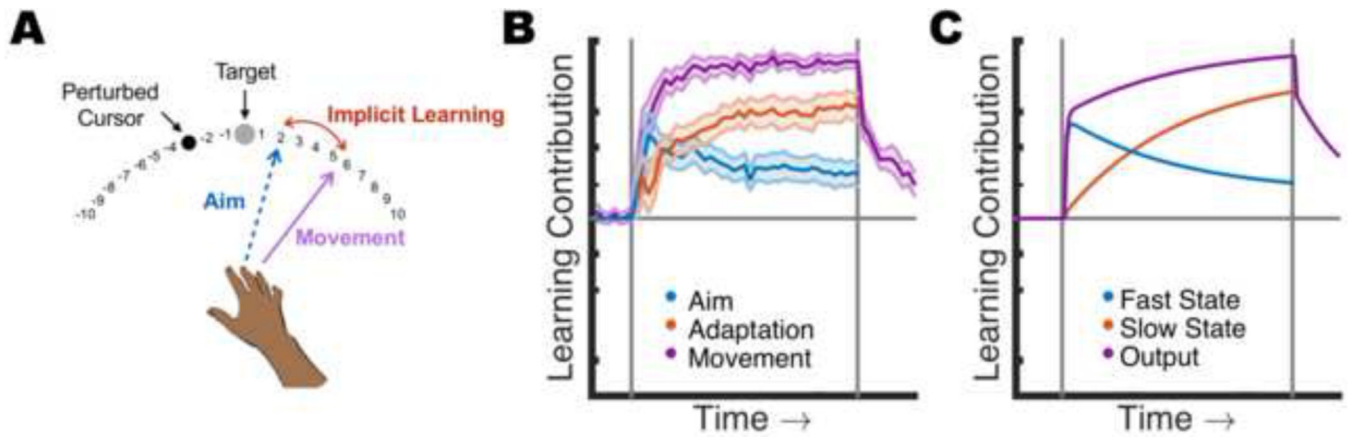 A
Target
Perturbed
Cursor
Implicit Learning
-10 -9 -8 -7 -6 -5 -4 -2 -1 1 2 3 4 5 6 7 8 9 10
Aim
Movement
B
Learning Contribution
Aim
Adaptation
Movement
Time →
C
Learning Contribution
Fast State
Slow State
Output
Time →